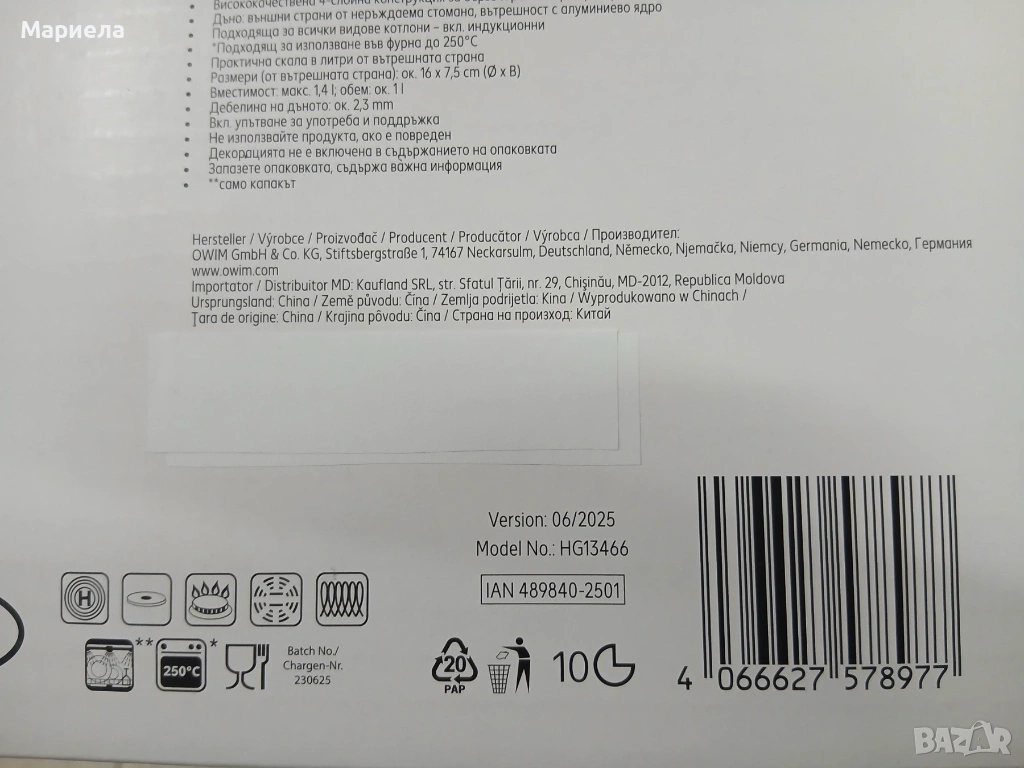 Мариела
Висококачествена 4-слойна
Дъно: външни страни от неръждаема стомана, вътрешност с алуминиево ядро
Подходяща за всички видове котлони – вкл. индукционни
*Подходящ за използване във фурна до 250°C
Практична скала в литри от вътрешната страна
Размери (от вътрешната страна): ок. 16 x 7,5 cm (Ø x В)
Вместимост: макс. 1,4 l; обем: ок. 1 l
Дебелина на дъното: ок. 2,3 mm
Вкл. упътване за употреба и поддръжка
Не използвайте продукта, ако е повреден
Декорацията не е включена в съдържанието на опаковката
Запазете опаковката, съдържа важна информация
**само капакът
Hersteller / Výrobce / Proizvođač / Producent / Producător / Výrobca / Производител:
OWIM GmbH & Co. KG, Stiftsbergstraße 1, 74167 Neckarsulm, Deutschland, Německo, Njemačka, Niemcy, Germania, Nemecko, Германия
www.owim.com
Importator / Distribuitor MD: Kaufland SRL, str. Sfatul Țării, nr. 29, Chișinău, MD-2012, Republica Moldova
Ursprungsland: China / Země původu: Čína / Zemlja podrijetla: Kina / Wyprodukowano w Chinach /
Țara de origine: China / Krajina pôvodu: Čína / Страна на произход: Китай
Version: 06/2025
Model No.: HG13466
IAN 489840-2501
H
** 250°C *
Batch No./
Chargen-Nr.
230625
20
PAP
10
4 066627 578977
BAZAR